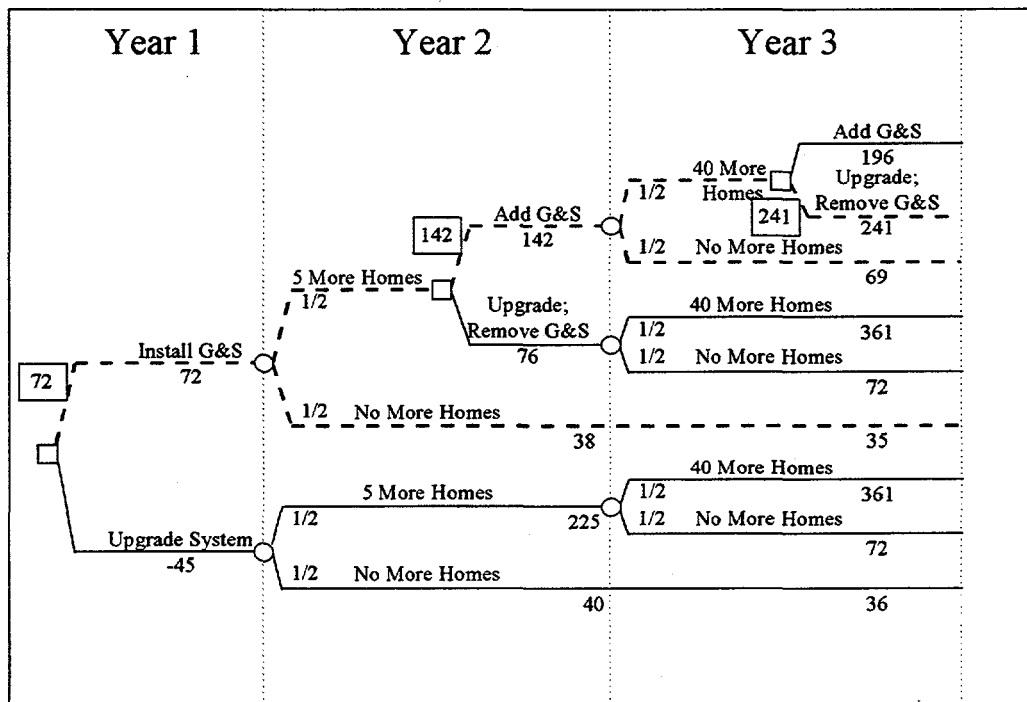 Year 1 Year 2 Year 3
Add G&S
196
40 More
Homes
1/2
Upgrade;
Remove G&S
241
241
Add G&S
142
142
1/2 No More Homes
69
5 More Homes
1/2
Upgrade;
Remove G&S
76
40 More Homes
1/2
361
1/2 No More Homes
72
Install G&S
72
72
1/2 No More Homes
38
35
40 More Homes
1/2
361
5 More Homes
1/2
225
1/2 No More Homes
72
Upgrade System
-45
1/2 No More Homes
40
36